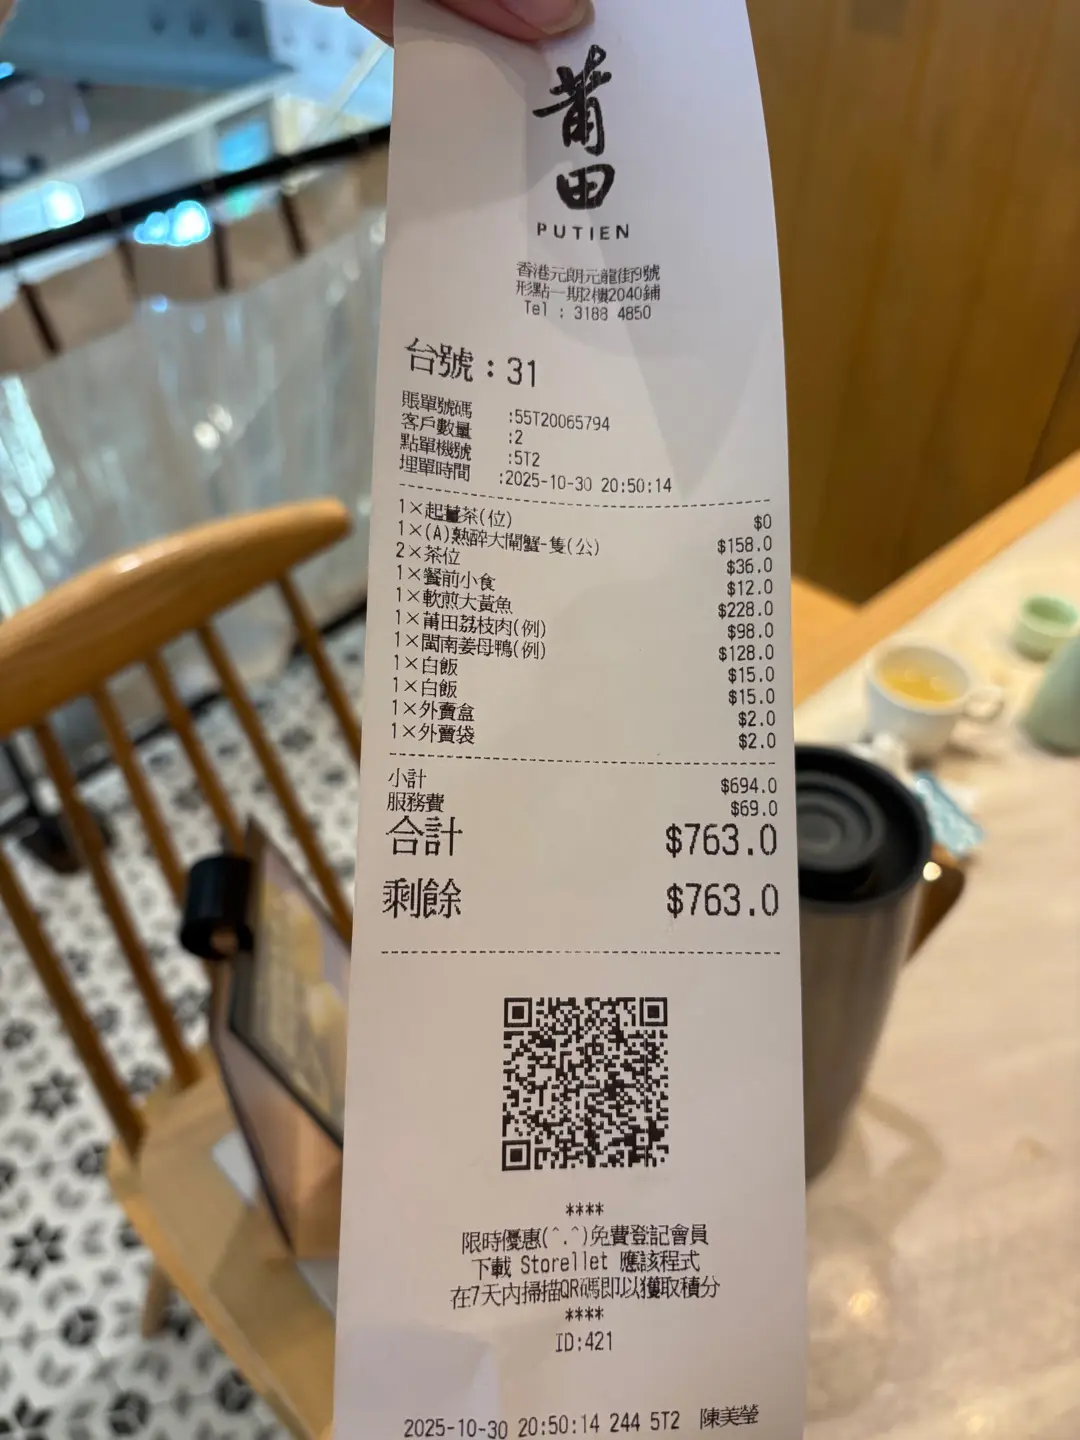 莆田
PUTIEN
香港元朗元龍街9號
形點一期2樓2040鋪
Tel : 3188 4850
台號：31
賬單號碼 :55T20065794
客戶數量 :2
點單機號 :5T2
埋單時間 :2025-10-30 20:50:14
1×起薑茶(位) $0
1×(A)熟醉大閘蟹-隻(公) $158.0
2×茶位 $36.0
1×餐前小食 $12.0
1×軟煎大黃魚 $228.0
1×莆田荔枝肉(例) $98.0
1×閩南姜母鴨(例) $128.0
1×白飯 $15.0
1×白飯 $15.0
1×外賣盒 $2.0
1×外賣袋 $2.0
小計 $694.0
服務費 $69.0
合計 $763.0
剩餘 $763.0
****
限時優惠(^.^)免費登記會員
下載 Storellet 應該程式
在7天內掃描QR碼即以獲取積分
****
ID:421
2025-10-30 20:50:14 244 5T2 陳美瑩